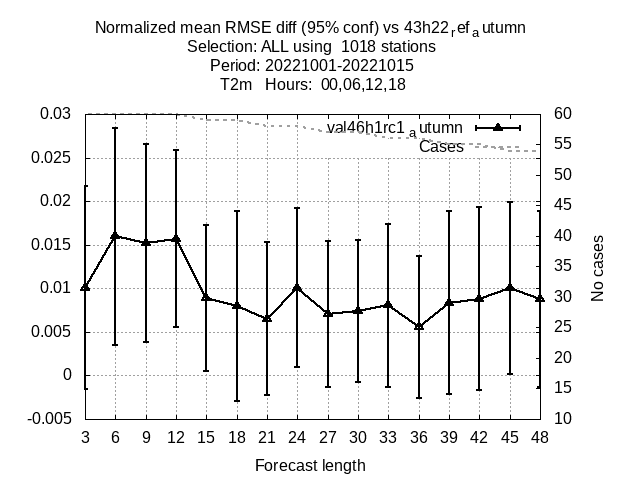 Normalized mean RMSE diff (95% conf) vs 43h22refautumn
Selection: ALL using 1018 stations
Period: 20221001-20221015
T2m Hours: 00,06,12,18
0.03
0.025
0.02
0.015
0.01
0.005
0
-0.005
val46h1rc1autumn
Cases
60
55
50
45
40
35
30
25
20
15
10
No cases
3 6 9 12 15 18 21 24 27 30 33 36 39 42 45 48
Forecast length